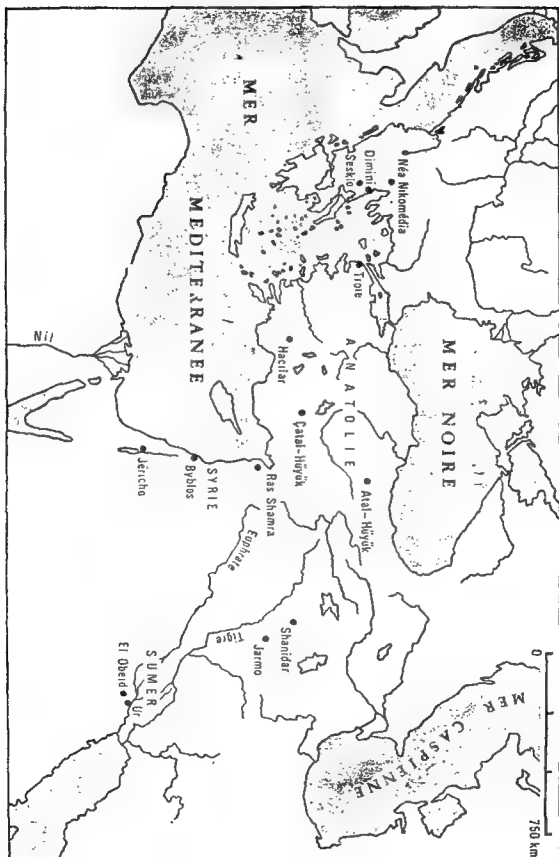 MER
MEDITERRANEE
MER NOIRE
MER CASPIENNE
ANATOLIE
SYRIE
SUMER
Néa Nikomédia
Dimini
Sesklo
Troie
Hacilar
Çatal-Hüyük
Atal-Hüyük
Ras Shamra
Byblos
Jéricho
Nil
Euphrate
Tigre
Shanidar
Jarmo
El Obeid
Ur
0
750 km